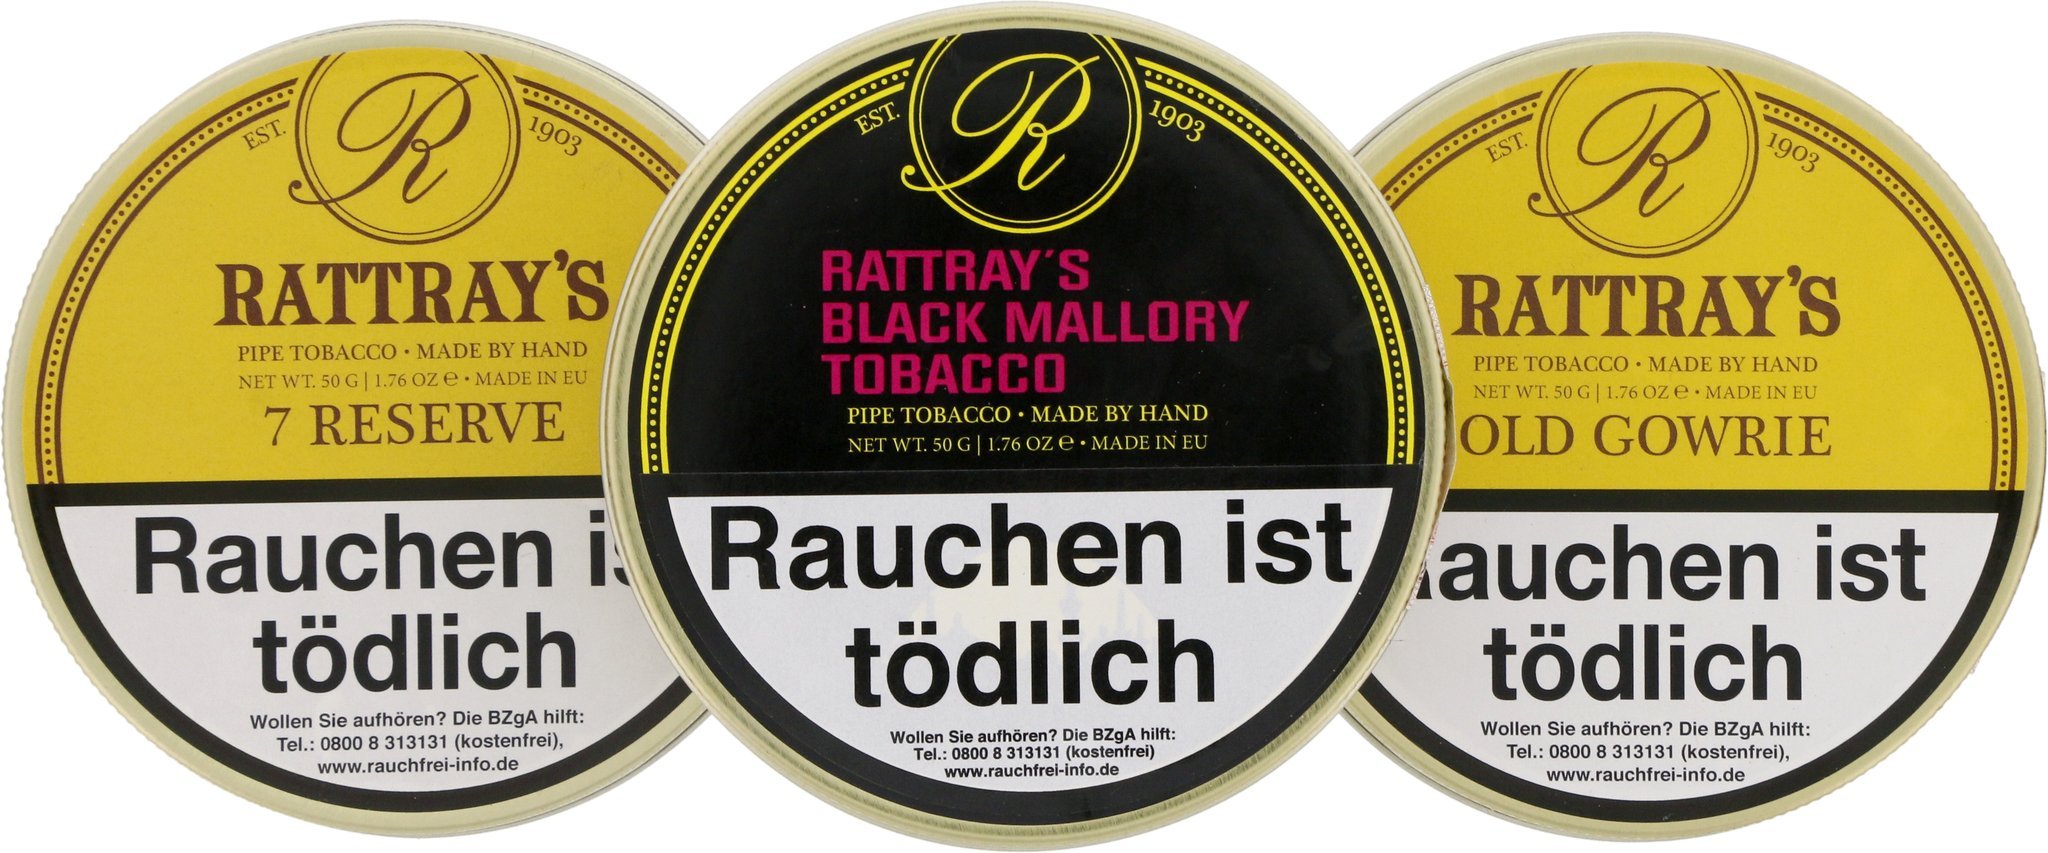 EST. R 1903
RATTRAY'S
PIPE TOBACCO • MADE BY HAND
NET WT. 50 G | 1.76 OZ ℮ • MADE IN EU
7 RESERVE
Rauchen is
tödlich
Wollen Sie aufhören? Die BZgA hilft:
Tel.: 0800 8 313131 (kostenfrei),
www.rauchfrei-info.de
EST. R 1903
RATTRAY´S
BLACK MALLORY
TOBACCO
PIPE TOBACCO • MADE BY HAND
NET WT. 50 G | 1.76 OZ ℮ • MADE IN EU
Rauchen ist
tödlich
Wollen Sie aufhören? Die BZgA hilft:
Tel.: 0800 8 313131 (kostenfrei)
www.rauchfrei-info.de
EST. R 1903
RATTRAY'S
PIPE TOBACCO • MADE BY HAND
NET WT. 50 G | 1.76 OZ ℮ • MADE IN EU
OLD GOWRIE
auchen ist
tödlich
Wollen Sie aufhören? Die BZgA hilft:
Tel.: 0800 8 313131 (kostenfrei),
www.rauchfrei-info.de